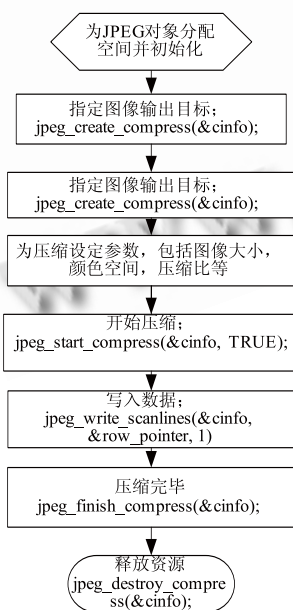 为JPEG对象分配
空间并初始化
指定图像输出目标；
jpeg_create_compress(&cinfo);
指定图像输出目标；
jpeg_create_compress(&cinfo);
为压缩设定参数，包括图像大小，
颜色空间，压缩比等
开始压缩；
jpeg_start_compress(&cinfo, TRUE);
写入数据；
jpeg_write_scanlines(&cinfo,
&row_pointer, 1)
压缩完毕
jpeg_finish_compress(&cinfo);
释放资源
jpeg_destroy_compre
ss(&cinfo);